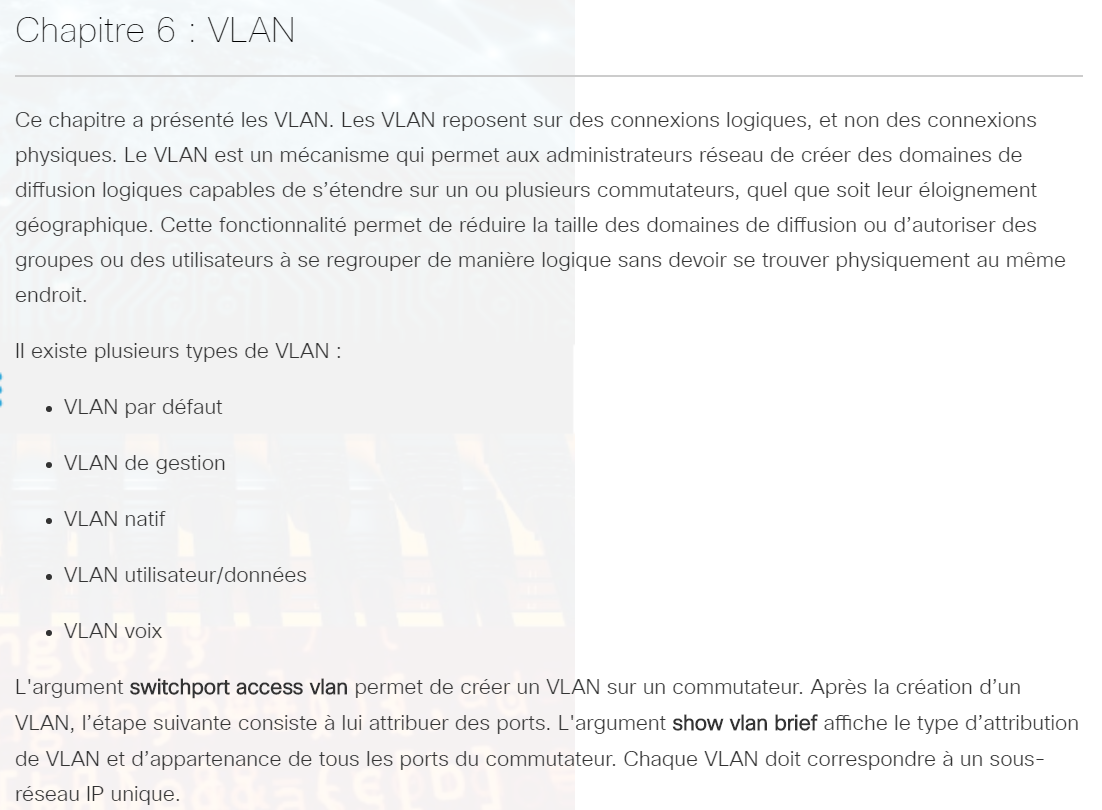 Chapitre 6 : VLAN
Ce chapitre a présenté les VLAN. Les VLAN reposent sur des connexions logiques, et non des connexions
physiques. Le VLAN est un mécanisme qui permet aux administrateurs réseau de créer des domaines de
diffusion logiques capables de s’étendre sur un ou plusieurs commutateurs, quel que soit leur éloignement
géographique. Cette fonctionnalité permet de réduire la taille des domaines de diffusion ou d’autoriser des
groupes ou des utilisateurs à se regrouper de manière logique sans devoir se trouver physiquement au même
endroit.
Il existe plusieurs types de VLAN :
• VLAN par défaut
• VLAN de gestion
• VLAN natif
• VLAN utilisateur/données
• VLAN voix
L'argument switchport access vlan permet de créer un VLAN sur un commutateur. Après la création d’un
VLAN, l’étape suivante consiste à lui attribuer des ports. L'argument show vlan brief affiche le type d’attribution
de VLAN et d’appartenance de tous les ports du commutateur. Chaque VLAN doit correspondre à un sous-
réseau IP unique.